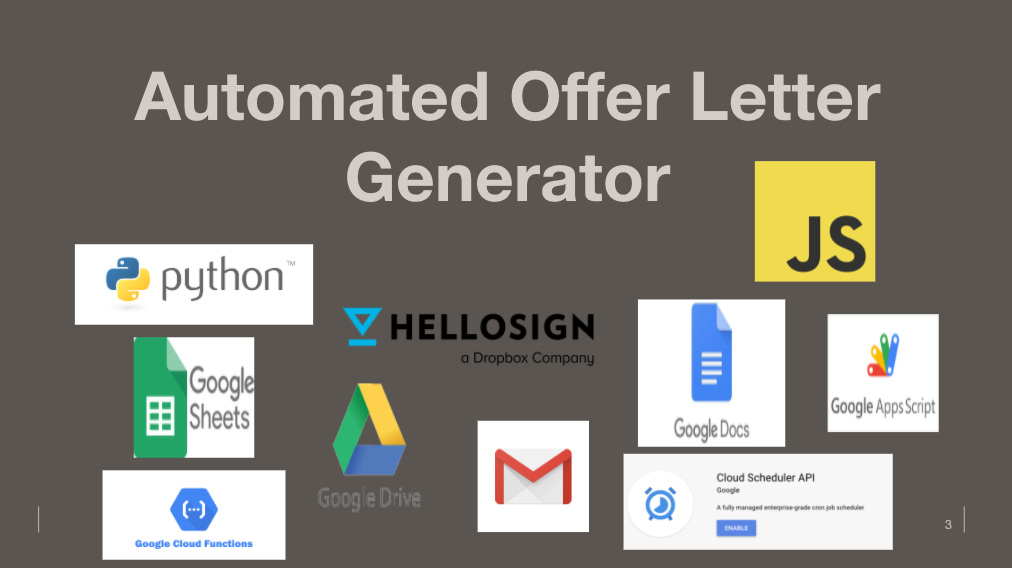 Automated Offer Letter
Generator
JS
python™
HELLOSIGN
a Dropbox Company
Google
Sheets
Google Docs
Google Apps Script
Google Drive
Cloud Scheduler API
Google
A fully managed enterprise-grade cron job scheduler
ENABLE
Google Cloud Functions
3